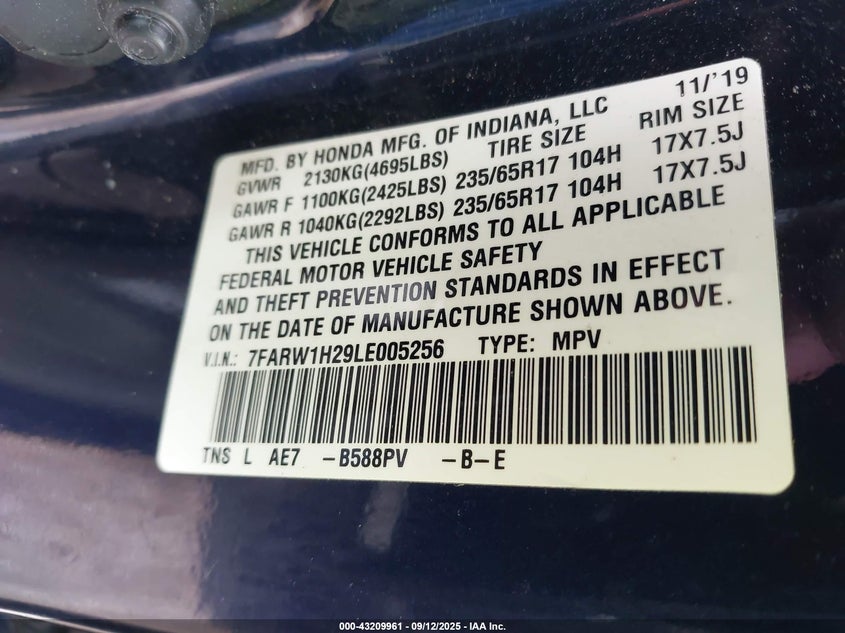 11/'19
MFD. BY HONDA MFG. OF INDIANA, LLC
GVWR 2130KG(4695LBS) TIRE SIZE RIM SIZE
GAWR F 1100KG(2425LBS) 235/65R17 104H 17X7.5J
GAWR R 1040KG(2292LBS) 235/65R17 104H 17X7.5J
THIS VEHICLE CONFORMS TO ALL APPLICABLE
FEDERAL MOTOR VEHICLE SAFETY
AND THEFT PREVENTION STANDARDS IN EFFECT
ON THE DATE OF MANUFACTURE SHOWN ABOVE.
V.I.N.: 7FARW1H29LE005256 TYPE: MPV
TNS L AE7 -B588PV -B-E
000-43209961 - 09/12/2025 - IAA Inc.